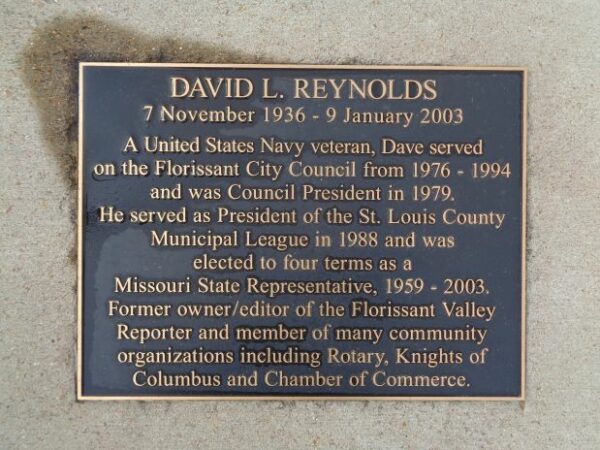 DAVID L. REYNOLDS
7 November 1936 - 9 January 2003
A United States Navy veteran, Dave served
on the Florissant City Council from 1976 - 1994
and was Council President in 1979.
He served as President of the St. Louis County
Municipal League in 1988 and was
elected to four terms as a
Missouri State Representative, 1959 - 2003.
Former owner/editor of the Florissant Valley
Reporter and member of many community
organizations including Rotary, Knights of
Columbus and Chamber of Commerce.